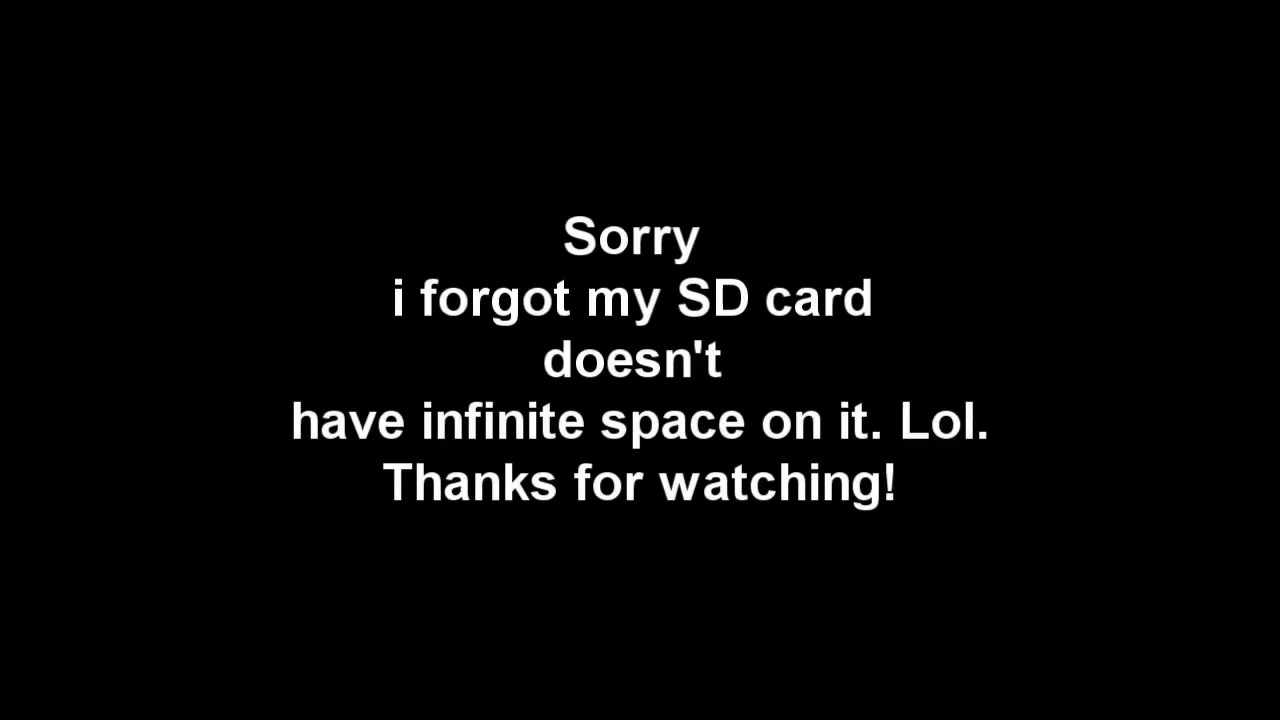 Sorry
i forgot my SD card
doesn't
have infinite space on it. Lol.
Thanks for watching!